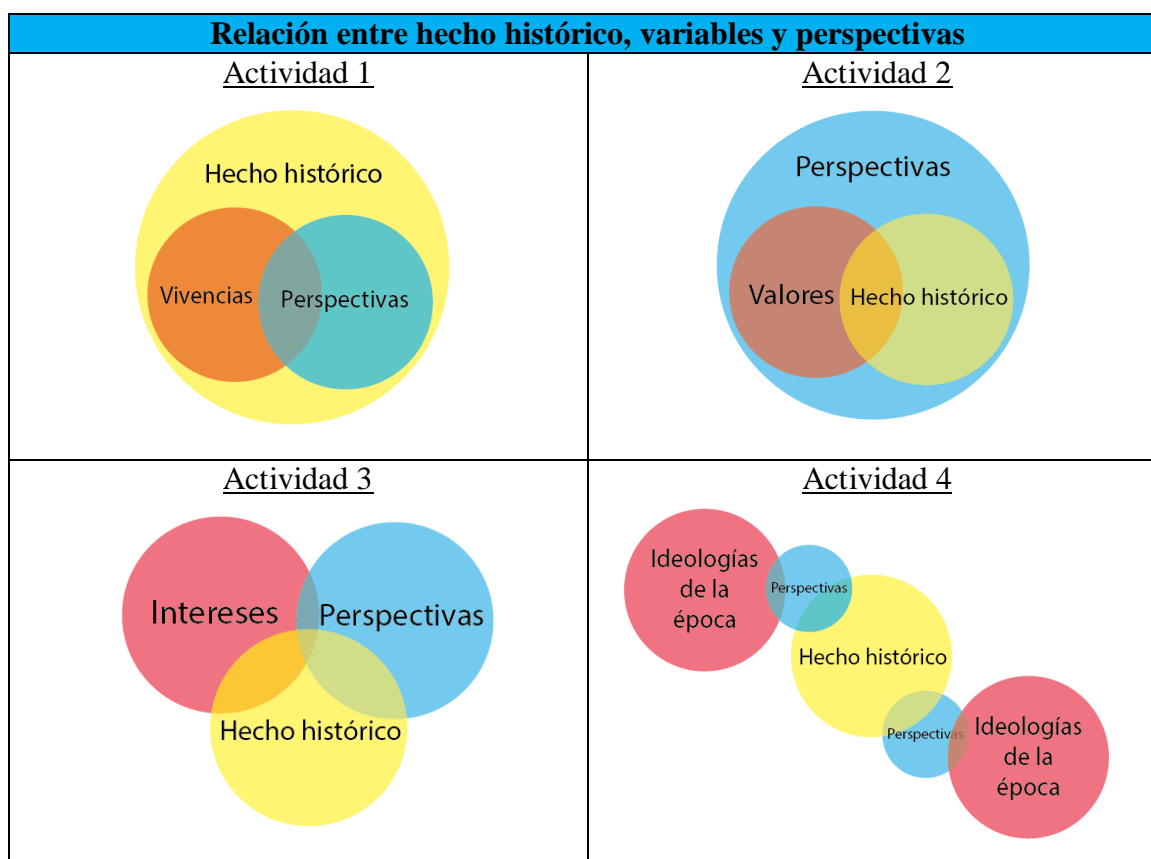 Relación entre hecho histórico, variables y perspectivas
Actividad 1
Hecho histórico
Vivencias
Perspectivas
Actividad 2
Perspectivas
Valores
Hecho histórico
Actividad 3
Intereses
Perspectivas
Hecho histórico
Actividad 4
Ideologías
de la
época
Perspectivas
Hecho histórico
Perspectivas
Ideologías
de la
época